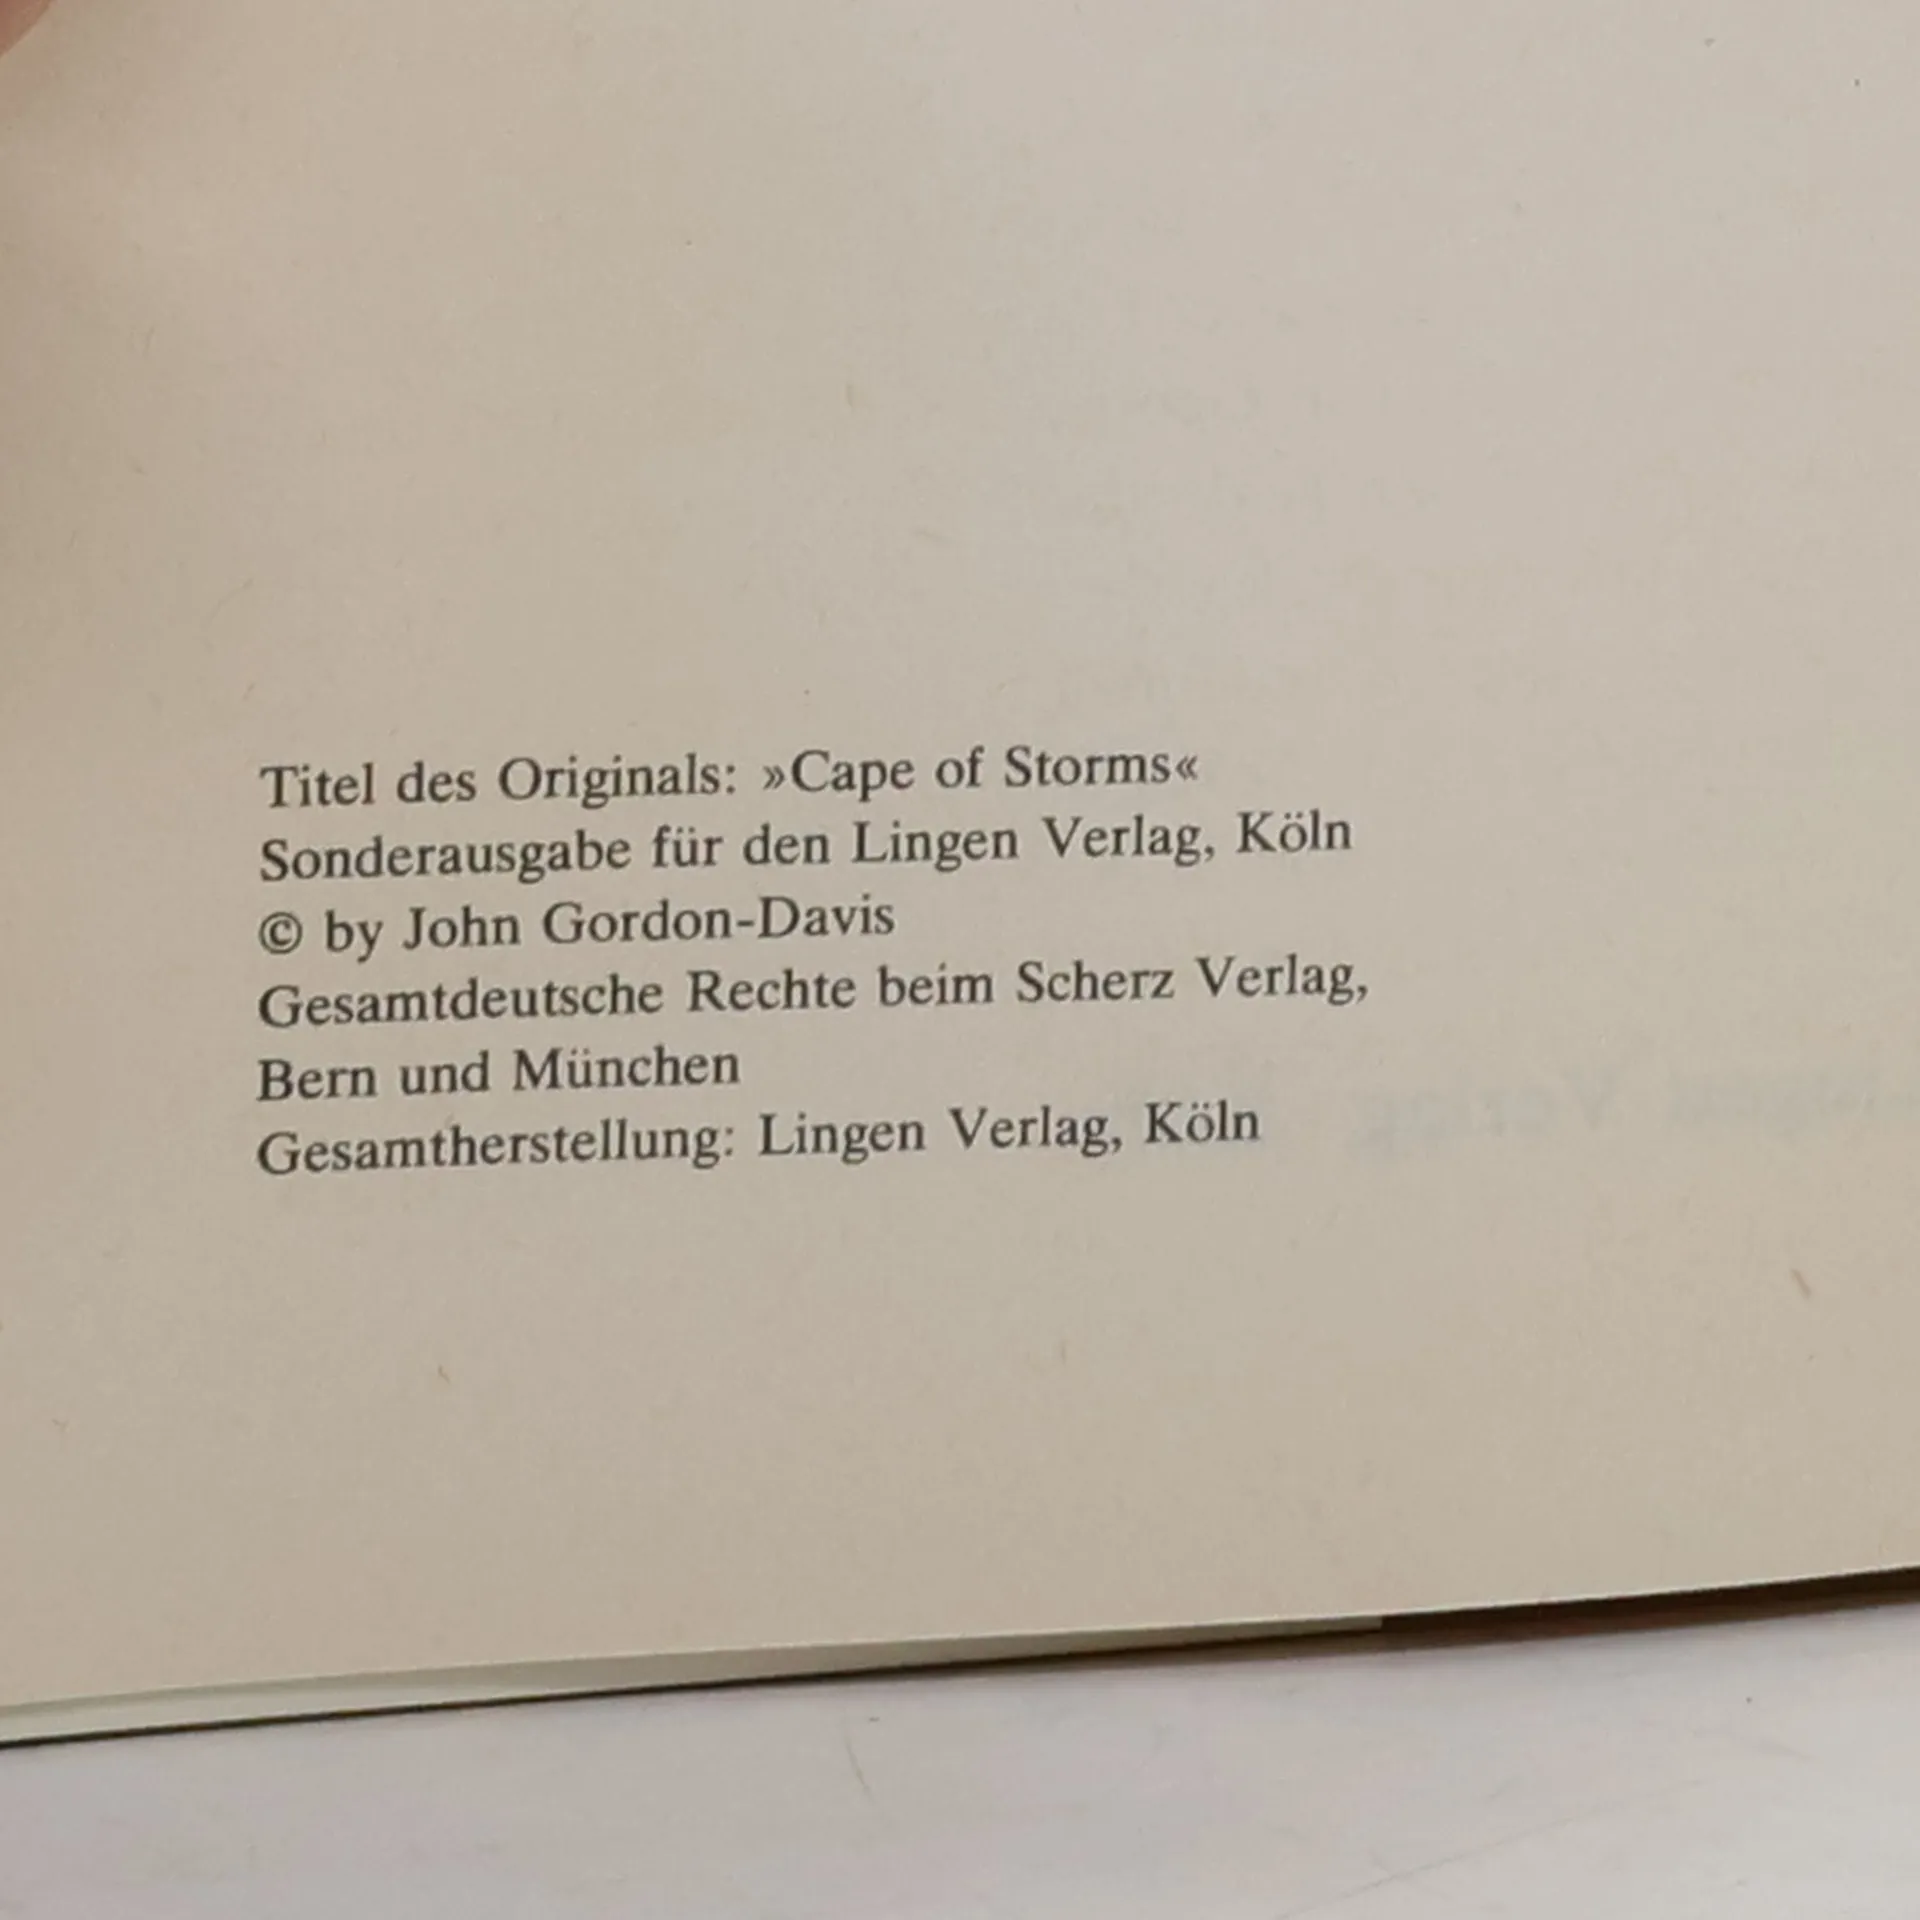 Titel des Originals: »Cape of Storms«
Sonderausgabe für den Lingen Verlag, Köln
© by John Gordon-Davis
Gesamtdeutsche Rechte beim Scherz Verlag,
Bern und München
Gesamtherstellung: Lingen Verlag, Köln